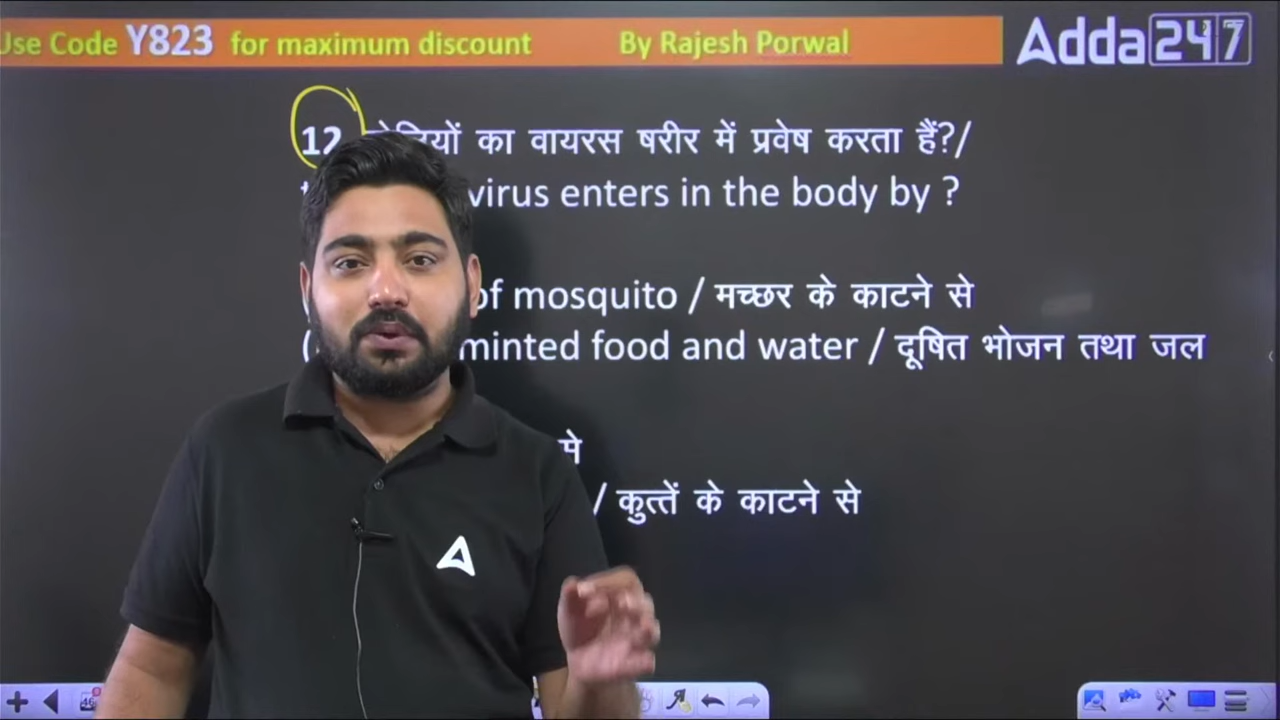 Use Code Y823 for maximum discount By Rajesh Porwal
Adda247
12 का वायरस षरीर में प्रवेष करता हैं?/
virus enters in the body by ?
of mosquito / मच्छर के काटने से
food and water / दूषित भोजन तथा जल
/ कुत्तें के काटने से